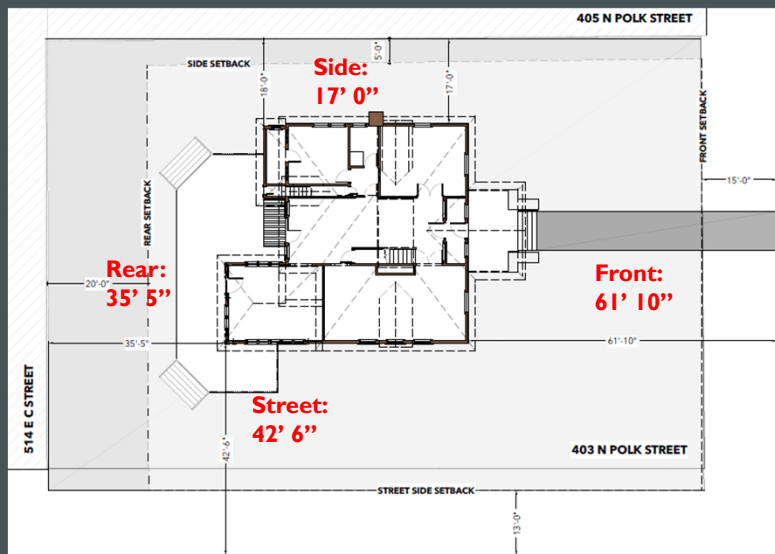 405 N POLK STREET
SIDE SETBACK
5'-0"
Side:
17' 0”
18'-0"
17'-0"
FRONT SETBACK
15'-0"
REAR SETBACK
Rear:
35' 5”
20'-0"
Front:
61' 10”
35'-5"
61'-10"
514 E C STREET
Street:
42' 6”
42'-6"
403 N POLK STREET
STREET SIDE SETBACK
13'-0"